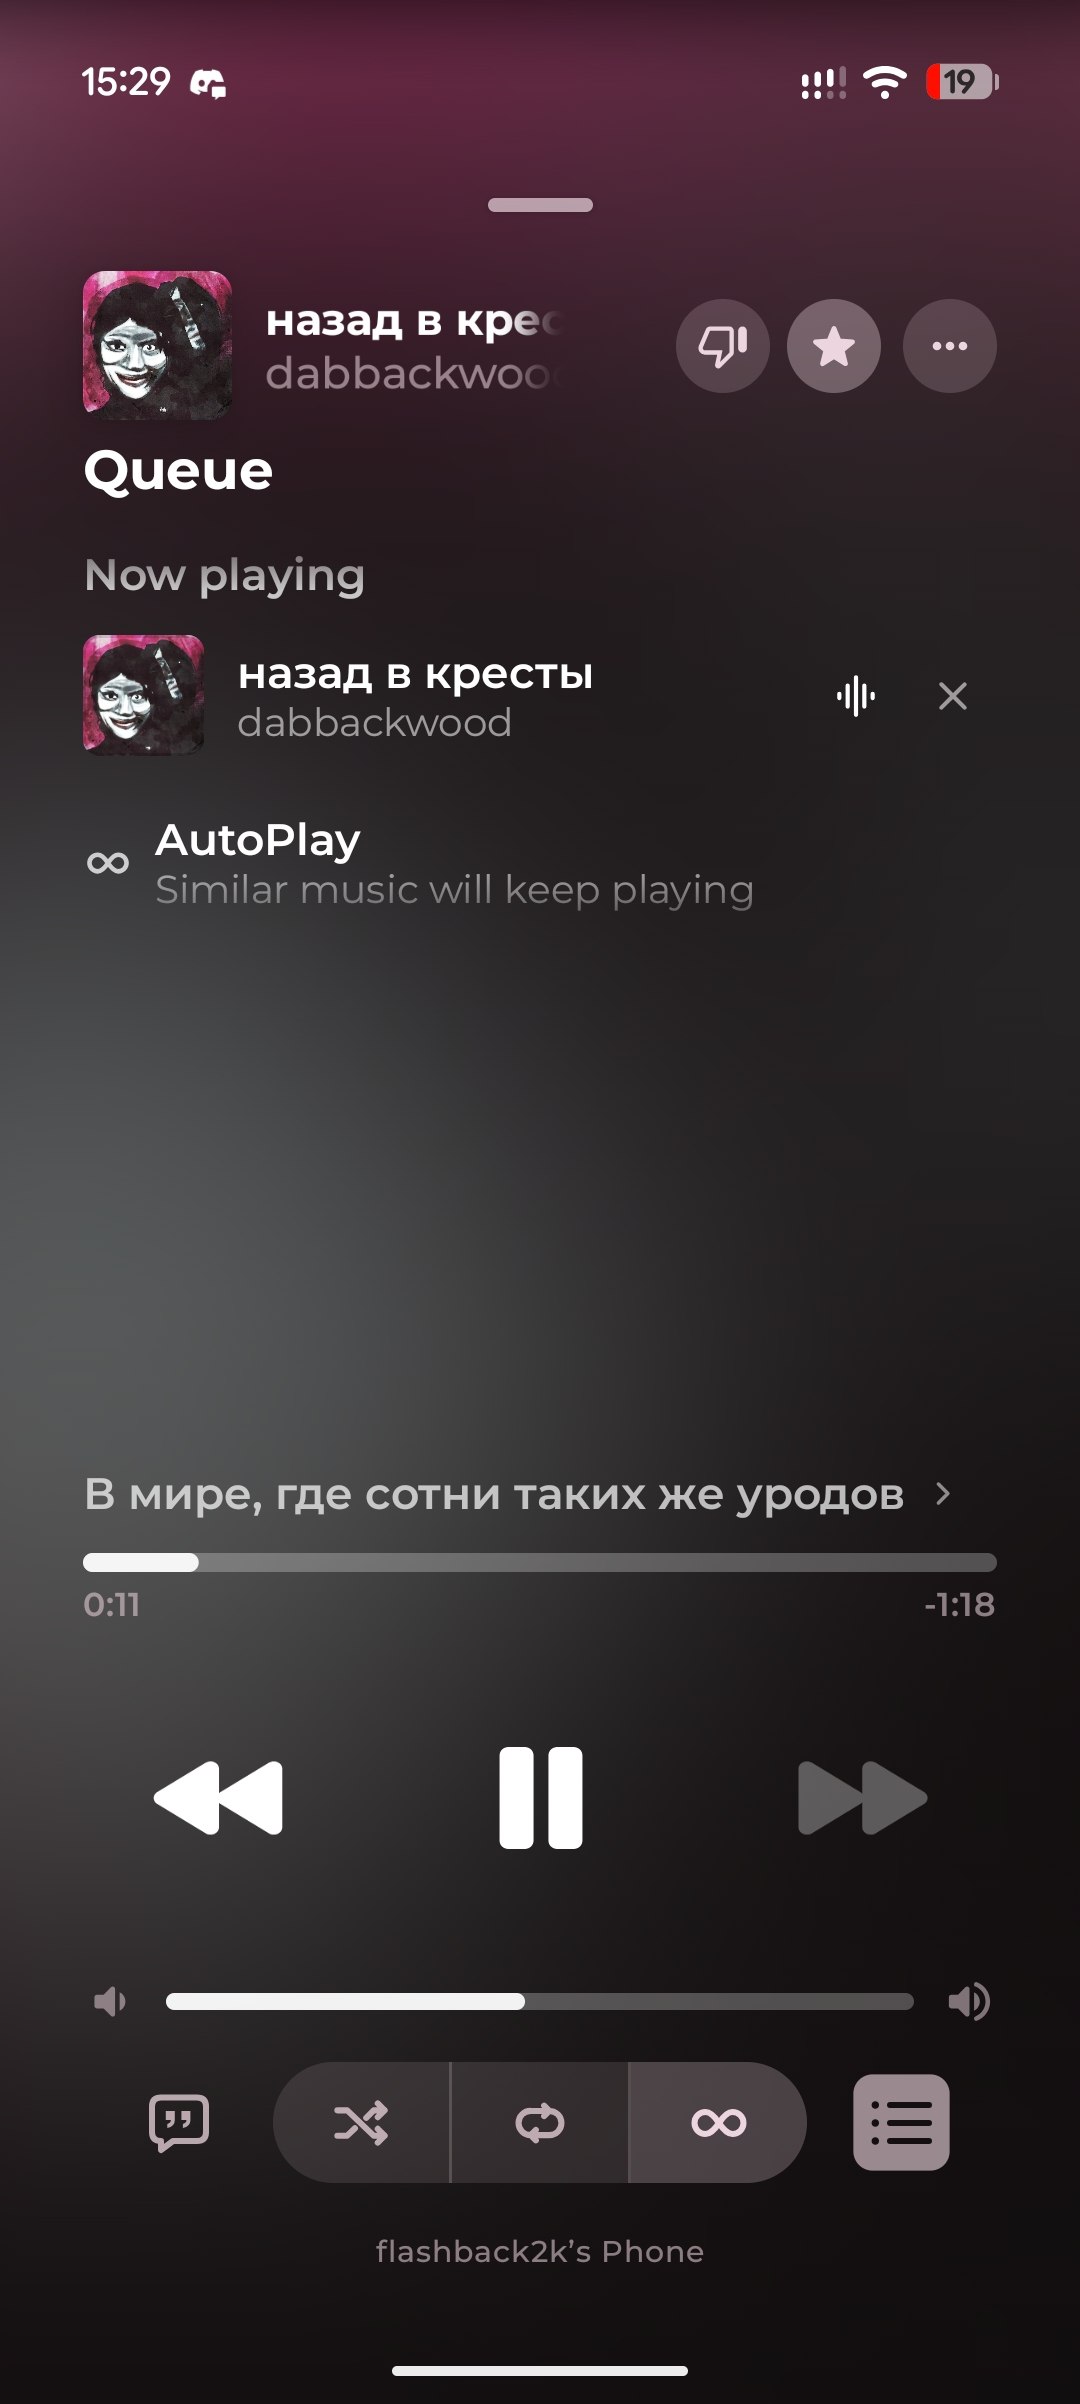 15:29
19
назад в крес
dabbackwoo
Queue
Now playing
назад в кресты
dabbackwood
AutoPlay
Similar music will keep playing
В мире, где сотни таких же уродов
0:11
-1:18
flashback2k’s Phone